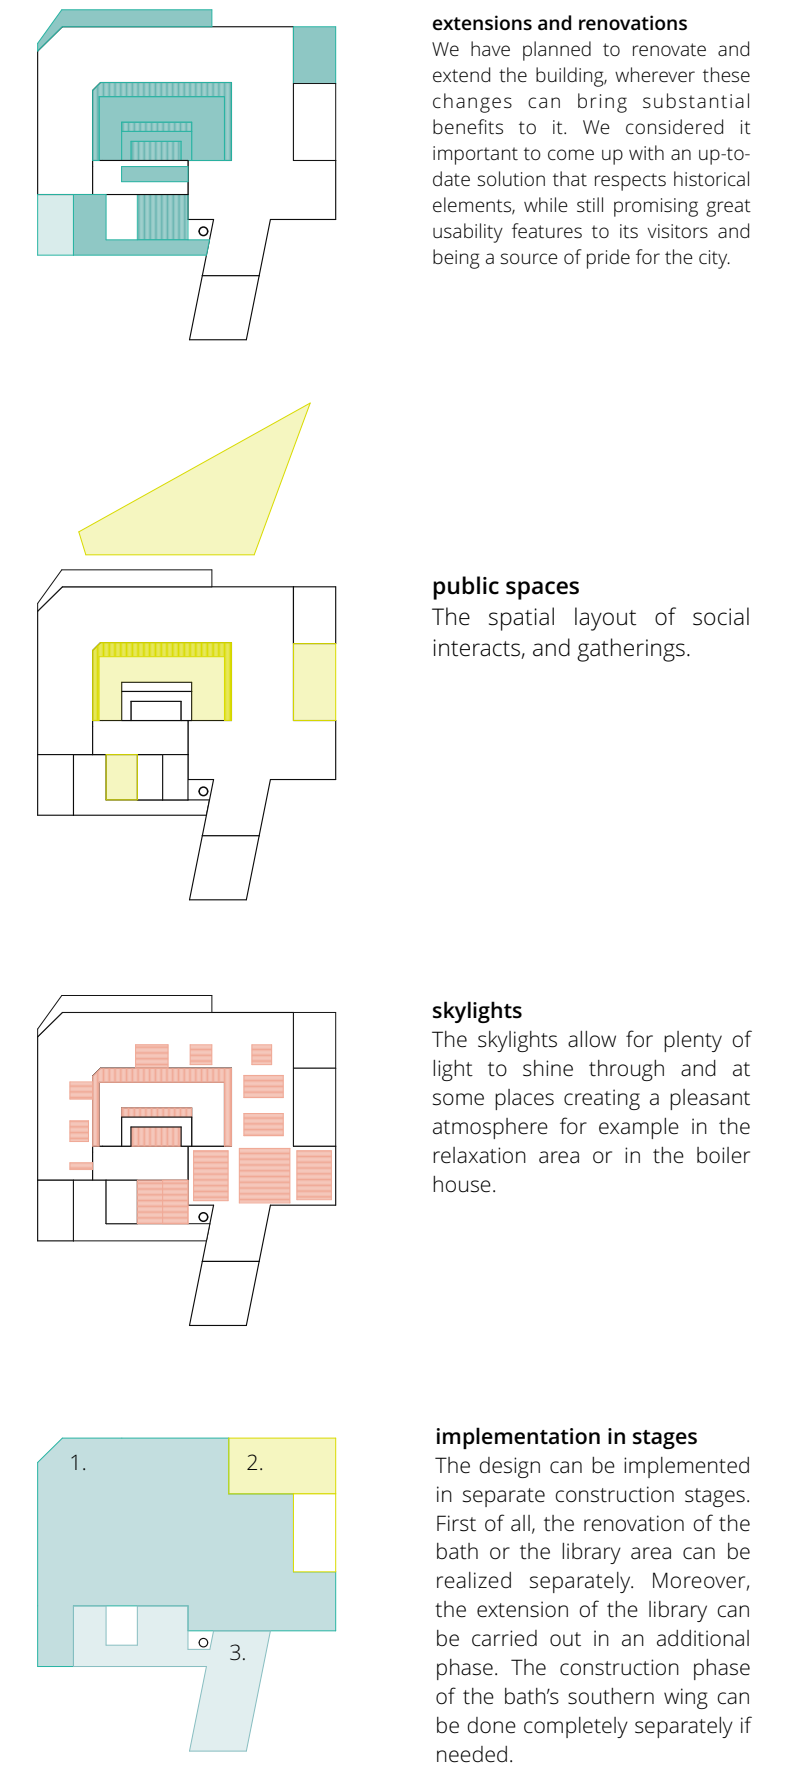 extensions and renovations
We have planned to renovate and
extend the building, wherever these
changes can bring substantial
benefits to it. We considered it
important to come up with an up-to-
date solution that respects historical
elements, while still promising great
usability features to its visitors and
being a source of pride for the city.
public spaces
The spatial layout of social
interacts, and gatherings.
skylights
The skylights allow for plenty of
light to shine through and at
some places creating a pleasant
atmosphere for example in the
relaxation area or in the boiler
house.
1.
2.
3.
implementation in stages
The design can be implemented
in separate construction stages.
First of all, the renovation of the
bath or the library area can be
realized separately. Moreover,
the extension of the library can
be carried out in an additional
phase. The construction phase
of the bath’s southern wing can
be done completely separately if
needed.